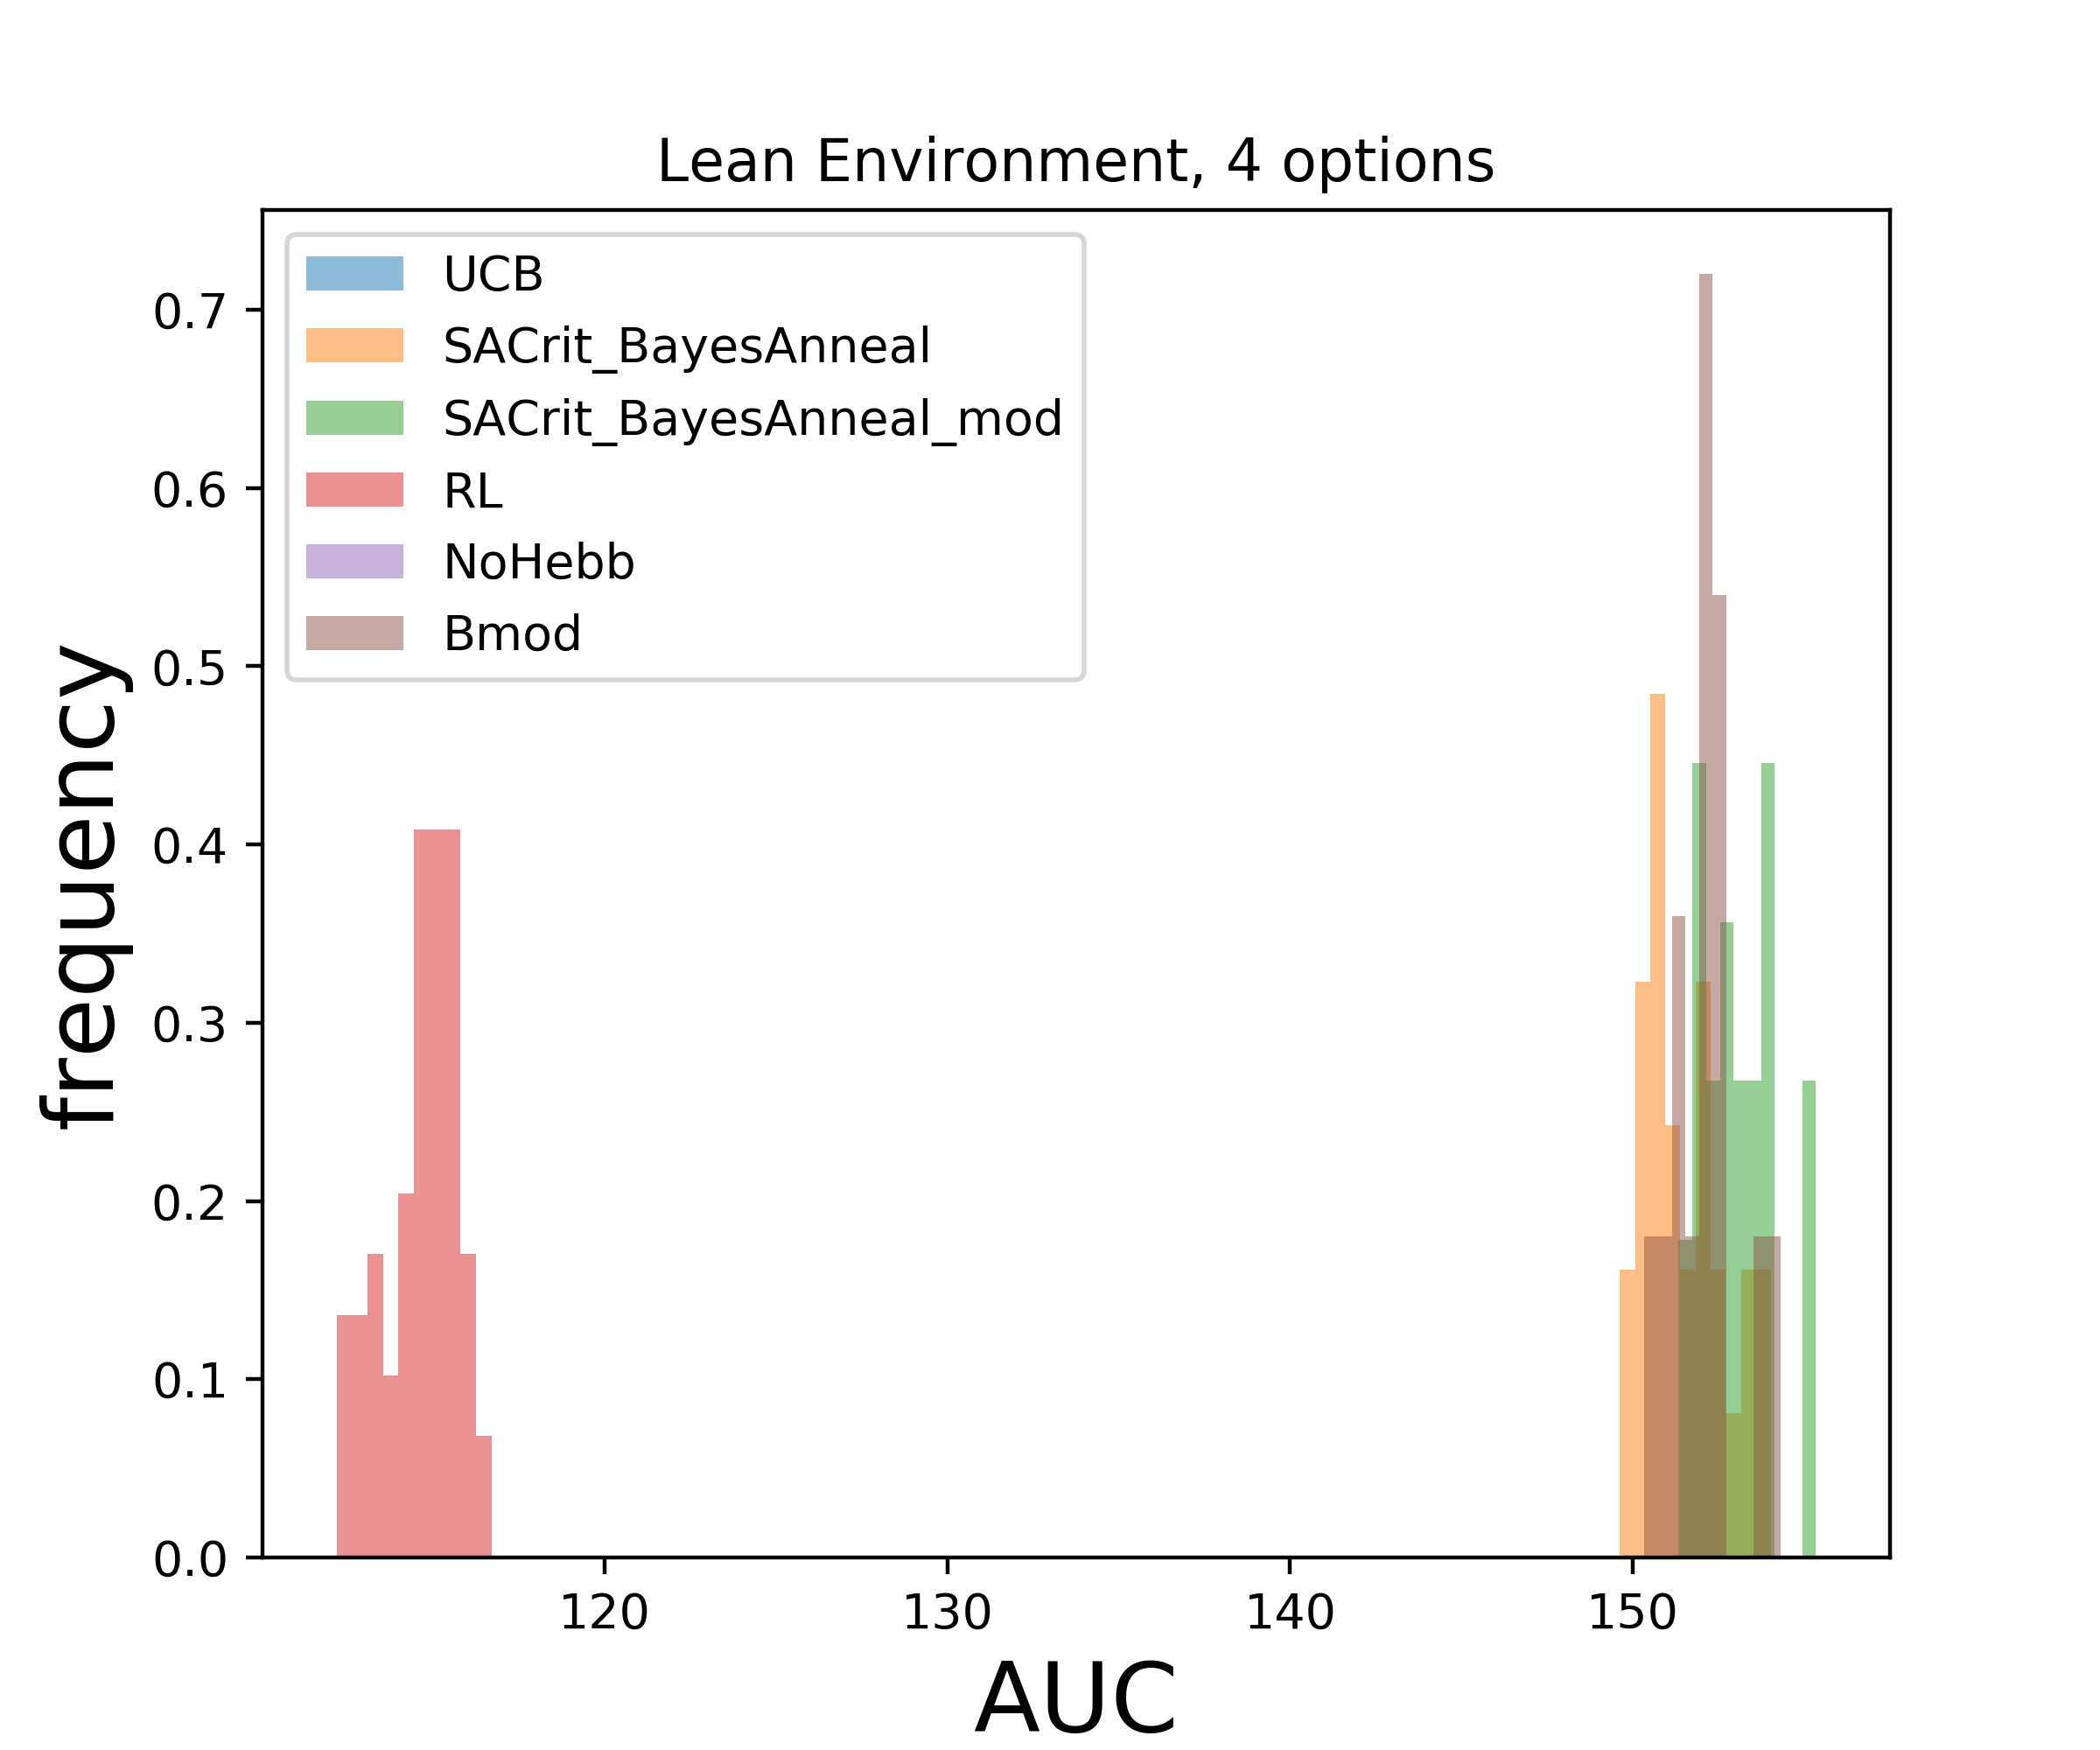 Lean Environment, 4 options
UCB
SACrit_BayesAnneal
SACrit_BayesAnneal_mod
RL
NoHebb
Bmod
frequency
0.7
0.6
0.5
0.4
0.3
0.2
0.1
0.0
120 130 140 150
AUC